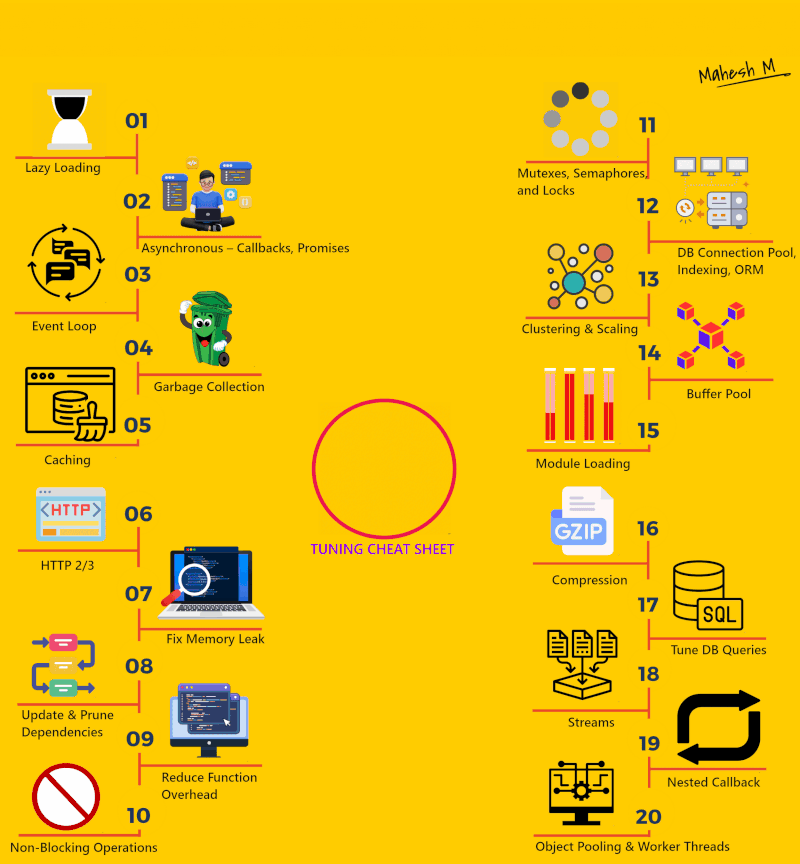 Mahesh M
01
Lazy Loading
02
Asynchronous – Callbacks, Promises
03
Event Loop
04
Garbage Collection
05
Caching
<HTTP>
06
HTTP 2/3
07
Fix Memory Leak
08
Update & Prune
Dependencies
09
Reduce Function
Overhead
10
Non-Blocking Operations
TUNING CHEAT SHEET
11
Mutexes, Semaphores,
and Locks
12
DB Connection Pool,
Indexing, ORM
13
Clustering & Scaling
14
Buffer Pool
15
Module Loading
GZIP
16
Compression
17
SQL
Tune DB Queries
18
Streams
19
Nested Callback
20
Object Pooling & Worker Threads